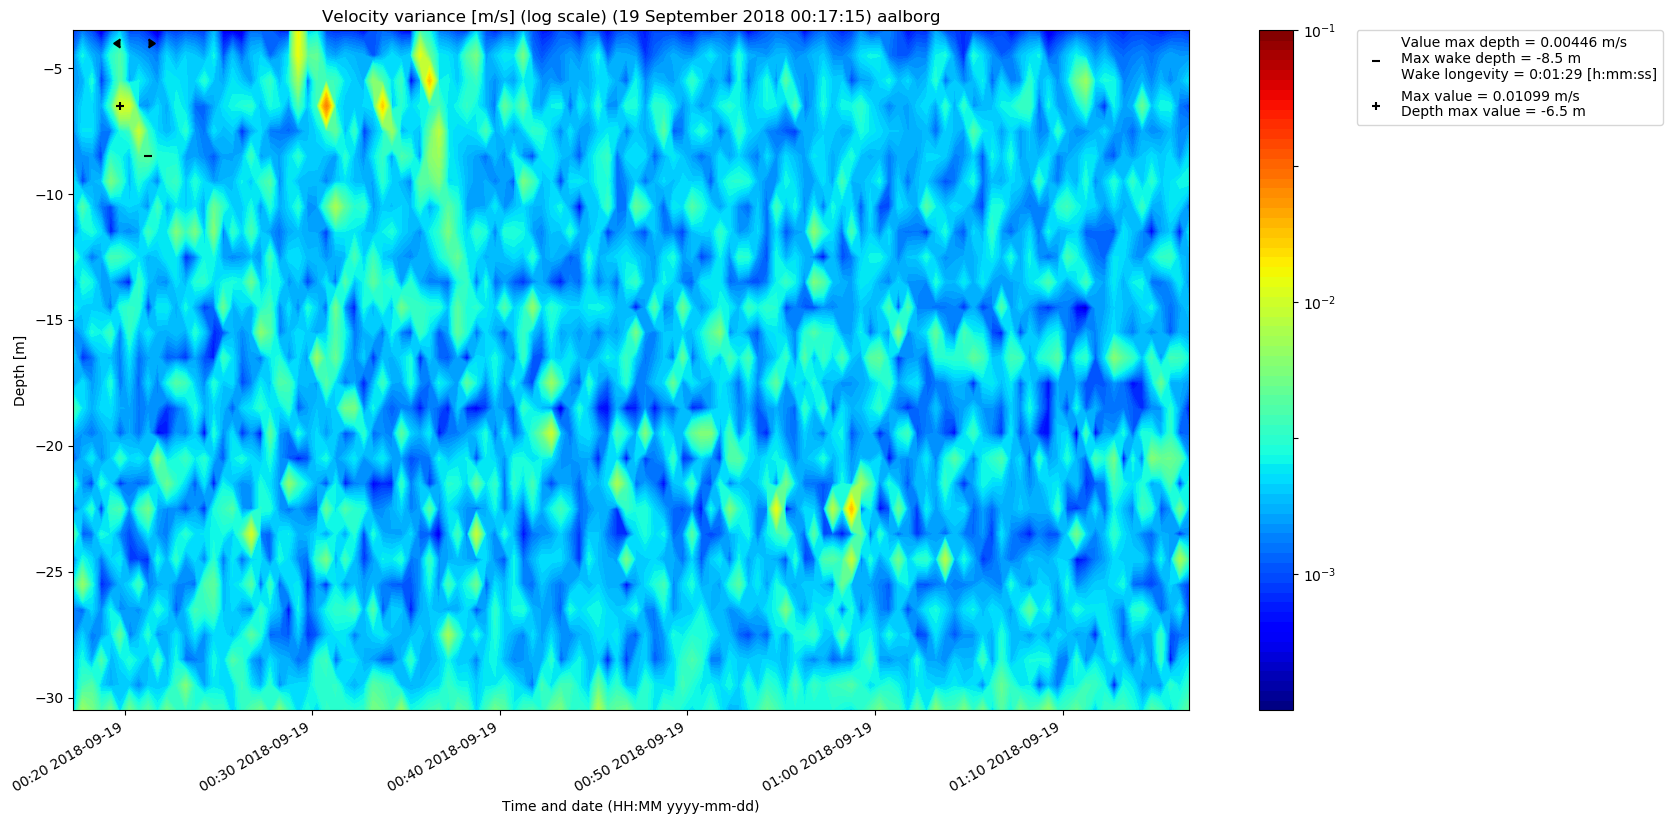 Velocity variance [m/s] (log scale) (19 September 2018 00:17:15) aalborg
Value max depth = 0.00446 m/s
Max wake depth = -8.5 m
Wake longevity = 0:01:29 [h:mm:ss]
Max value = 0.01099 m/s
Depth max value = -6.5 m
10⁻¹
10⁻²
10⁻³
Depth [m]
−5
−10
−15
−20
−25
−30
00:20 2018-09-19
00:30 2018-09-19
00:40 2018-09-19
00:50 2018-09-19
01:00 2018-09-19
01:10 2018-09-19
Time and date (HH:MM yyyy-mm-dd)